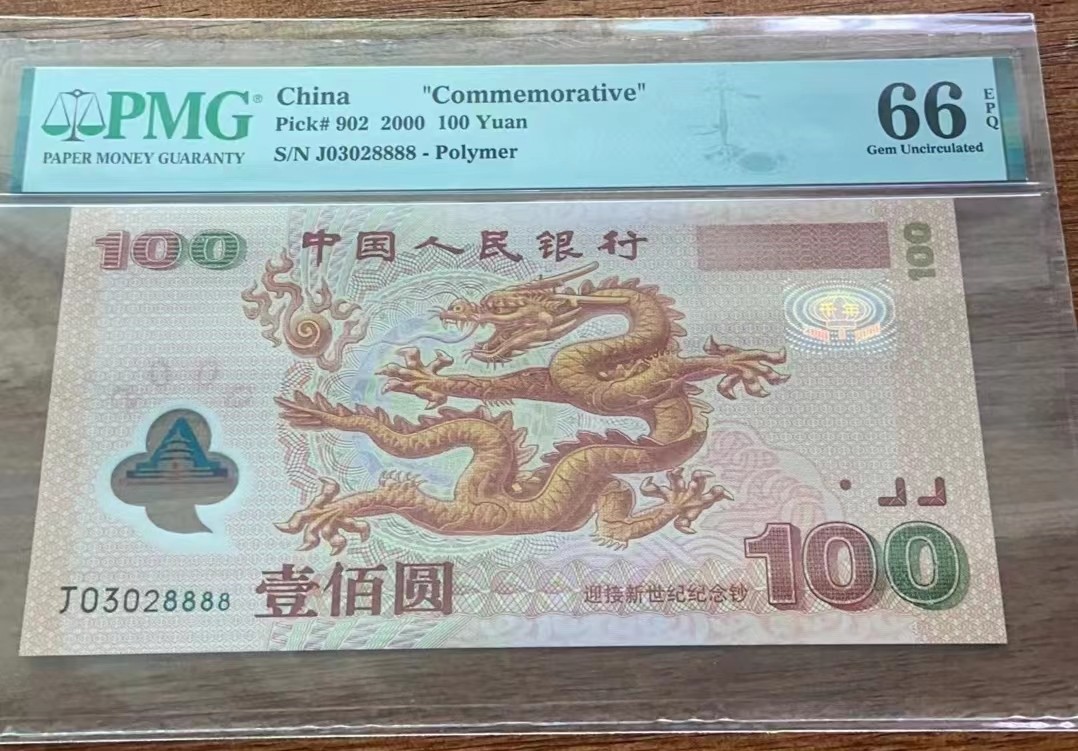 PMG®
PAPER MONEY GUARANTY
China "Commemorative"
Pick# 902 2000 100 Yuan
S/N J03028888 - Polymer
66 EPQ
Gem Uncirculated
100
中国人民银行
100
J03028888
壹佰圆
迎接新世纪纪念钞
100